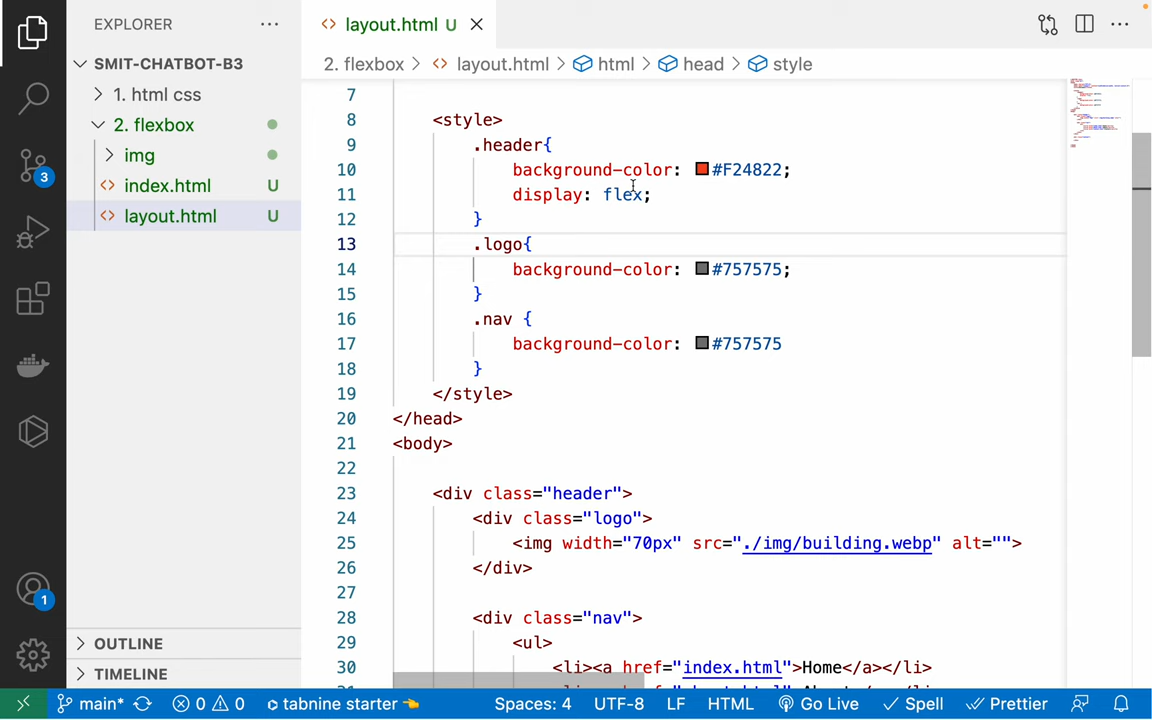 EXPLORER
layout.html U
SMIT-CHATBOT-B3
2. flexbox > layout.html > html > head > style
1. html css
2. flexbox
img
index.html U
layout.html U
7
8 <style>
9 .header{
10 background-color: #F24822;
11 display: flex;
12 }
13 .logo{
14 background-color: #757575;
15 }
16 .nav {
17 background-color: #757575
18 }
19 </style>
20 </head>
21 <body>
22
23 <div class="header">
24 <div class="logo">
25 <img width="70px" src="./img/building.webp" alt="">
26 </div>
27
28 <div class="nav">
29 <ul>
30 <li><a href="index.html">Home</a></li>
3
1
OUTLINE
TIMELINE
main* 0 0 tabnine starter Spaces: 4 UTF-8 LF HTML Go Live Spell Prettier